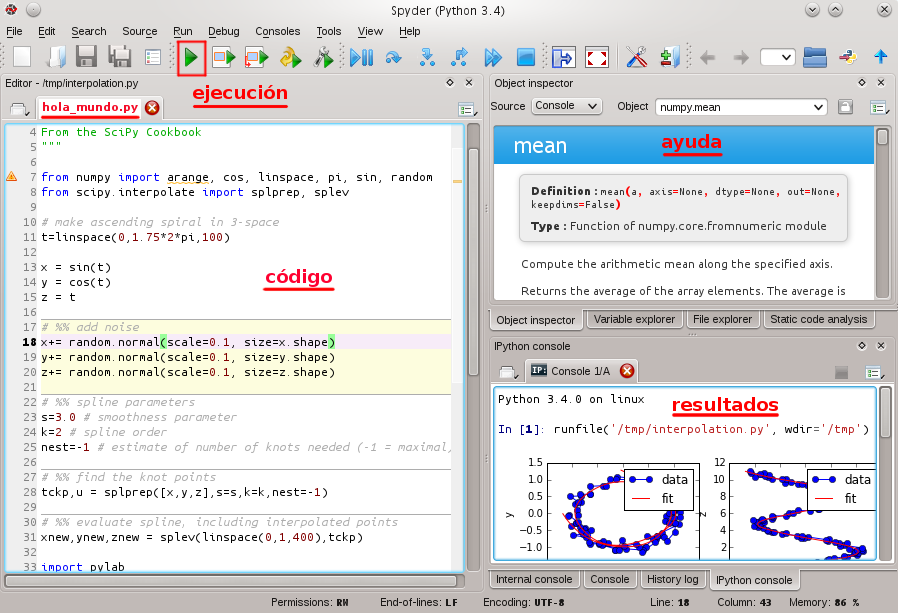 Spyder (Python 3.4)
File Edit Search Source Run Debug Consoles Tools View Help
Editor - /tmp/interpolation.py
ejecución
hola_mundo.py
4 From the SciPy Cookbook
5 """
6
7 from numpy import arange, cos, linspace, pi, sin, random
8 from scipy.interpolate import splprep, splev
9
10 # make ascending spiral in 3-space
11 t=linspace(0,1.75*2*pi,100)
12
13 x = sin(t)
14 y = cos(t)
15 z = t
16
código
17 # %% add noise
18 x+= random.normal(scale=0.1, size=x.shape)
19 y+= random.normal(scale=0.1, size=y.shape)
20 z+= random.normal(scale=0.1, size=z.shape)
21
22 # %% spline parameters
23 s=3.0 # smoothness parameter
24 k=2 # spline order
25 nest=-1 # estimate of number of knots needed (-1 = maximal,
26
27 # %% find the knot points
28 tckp,u = splprep([x,y,z],s=s,k=k,nest=-1)
29
30 # %% evaluate spline, including interpolated points
31 xnew,ynew,znew = splev(linspace(0,1,400),tckp)
32
33 import pylab
Object inspector
Source Console Object numpy.mean
mean
ayuda
Definition : mean(a, axis=None, dtype=None, out=None,
keepdims=False)
Type : Function of numpy.core.fromnumeric module
Compute the arithmetic mean along the specified axis.
Returns the average of the array elements. The average is
Object inspector Variable explorer File explorer Static code analysis
IPython console
IP: Console 1/A
Python 3.4.0 on linux
resultados
In [1]: runfile('/tmp/interpolation.py', wdir='/tmp')
1.5
1.0
0.5
0.0
−0.5
−1.0
y
data
fit
12
10
8
6
4
2
z
data
fit
Internal console Console History log IPython console
Permissions: RW End-of-lines: LF Encoding: UTF-8 Line: 18 Column: 43 Memory: 86 %